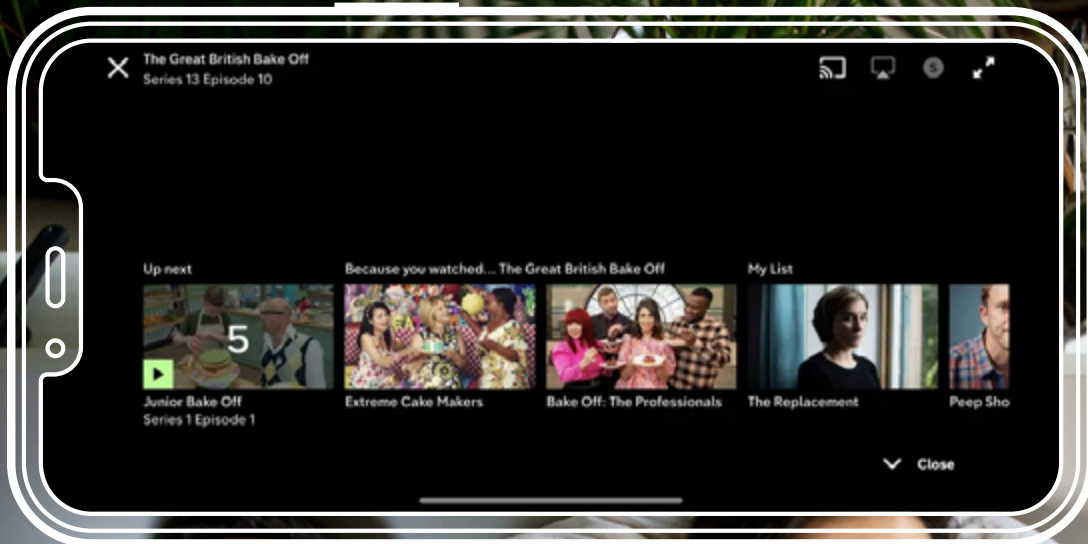 The Great British Bake Off
Series 13 Episode 10
S
Up next
Because you watched... The Great British Bake Off
My List
5
Junior Bake Off
Series 1 Episode 1
Extreme Cake Makers
Bake Off: The Professionals
The Replacement
Peep Sho
Close